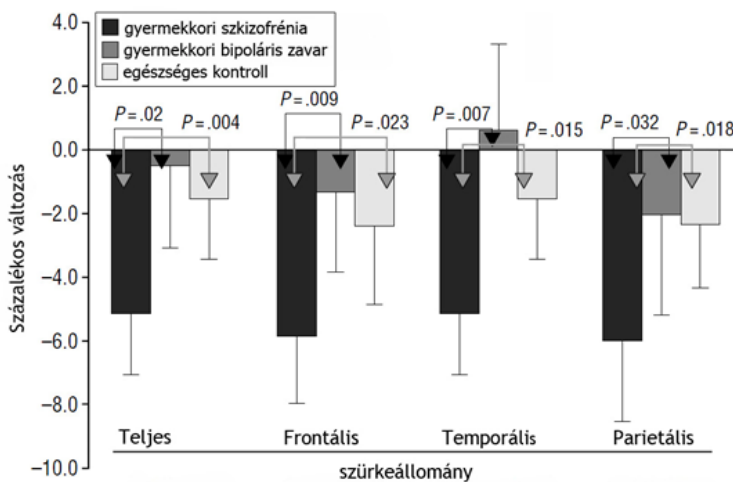 4.0
2.0
0.0
−2.0
−4.0
−6.0
−8.0
−10.0
Százalékos változás
gyermekkori szkizofrénia
gyermekkori bipoláris zavar
egészséges kontroll
P=.02
P=.004
P=.009
P=.023
P=.007
P=.015
P=.032
P=.018
Teljes
Frontális
Temporális
Parietális
szürkeállomány